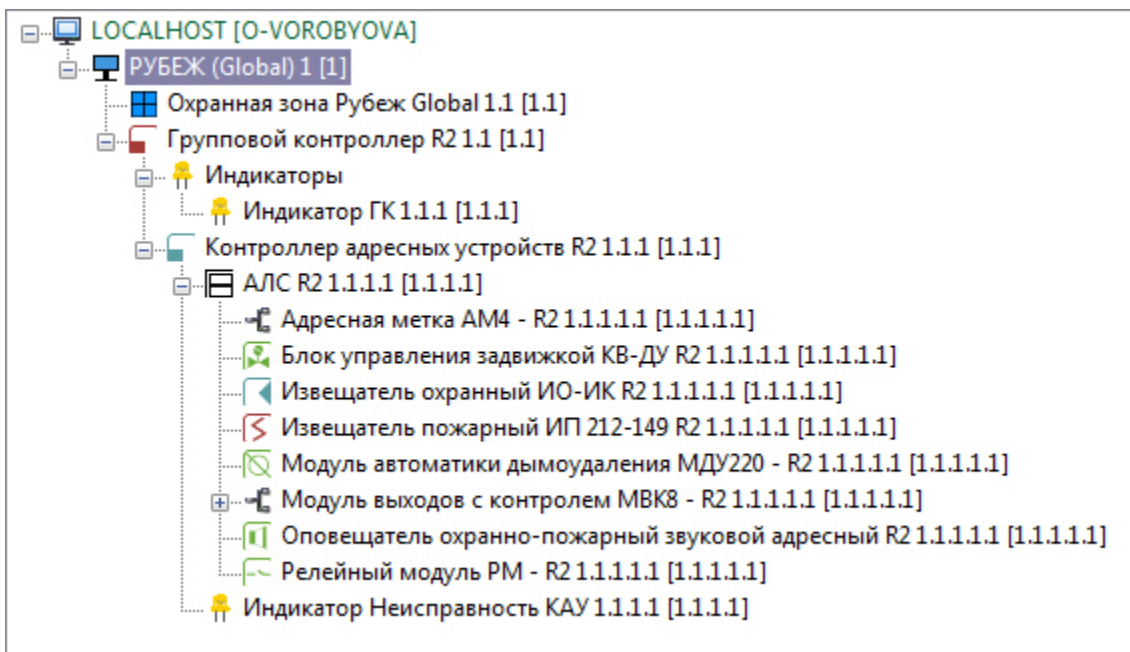 LOCALHOST [O-VOROBYOVA]
РУБЕЖ (Global) 1 [1]
Охранная зона Рубеж Global 1.1 [1.1]
Групповой контроллер R2 1.1 [1.1]
Индикаторы
Индикатор ГК 1.1.1 [1.1.1]
Контроллер адресных устройств R2 1.1.1 [1.1.1]
АЛС R2 1.1.1.1 [1.1.1.1]
Адресная метка АМ4 - R2 1.1.1.1.1 [1.1.1.1.1]
Блок управления задвижкой КВ-ДУ R2 1.1.1.1.1 [1.1.1.1.1]
Извещатель охранный ИО-ИК R2 1.1.1.1.1 [1.1.1.1.1]
Извещатель пожарный ИП 212-149 R2 1.1.1.1.1 [1.1.1.1.1]
Модуль автоматики дымоудаления МДУ220 - R2 1.1.1.1.1 [1.1.1.1.1]
Модуль выходов с контролем МВК8 - R2 1.1.1.1.1 [1.1.1.1.1]
Оповещатель охранно-пожарный звуковой адресный R2 1.1.1.1.1 [1.1.1.1.1]
Релейный модуль РМ - R2 1.1.1.1.1 [1.1.1.1.1]
Индикатор Неисправность КАУ 1.1.1.1 [1.1.1.1]